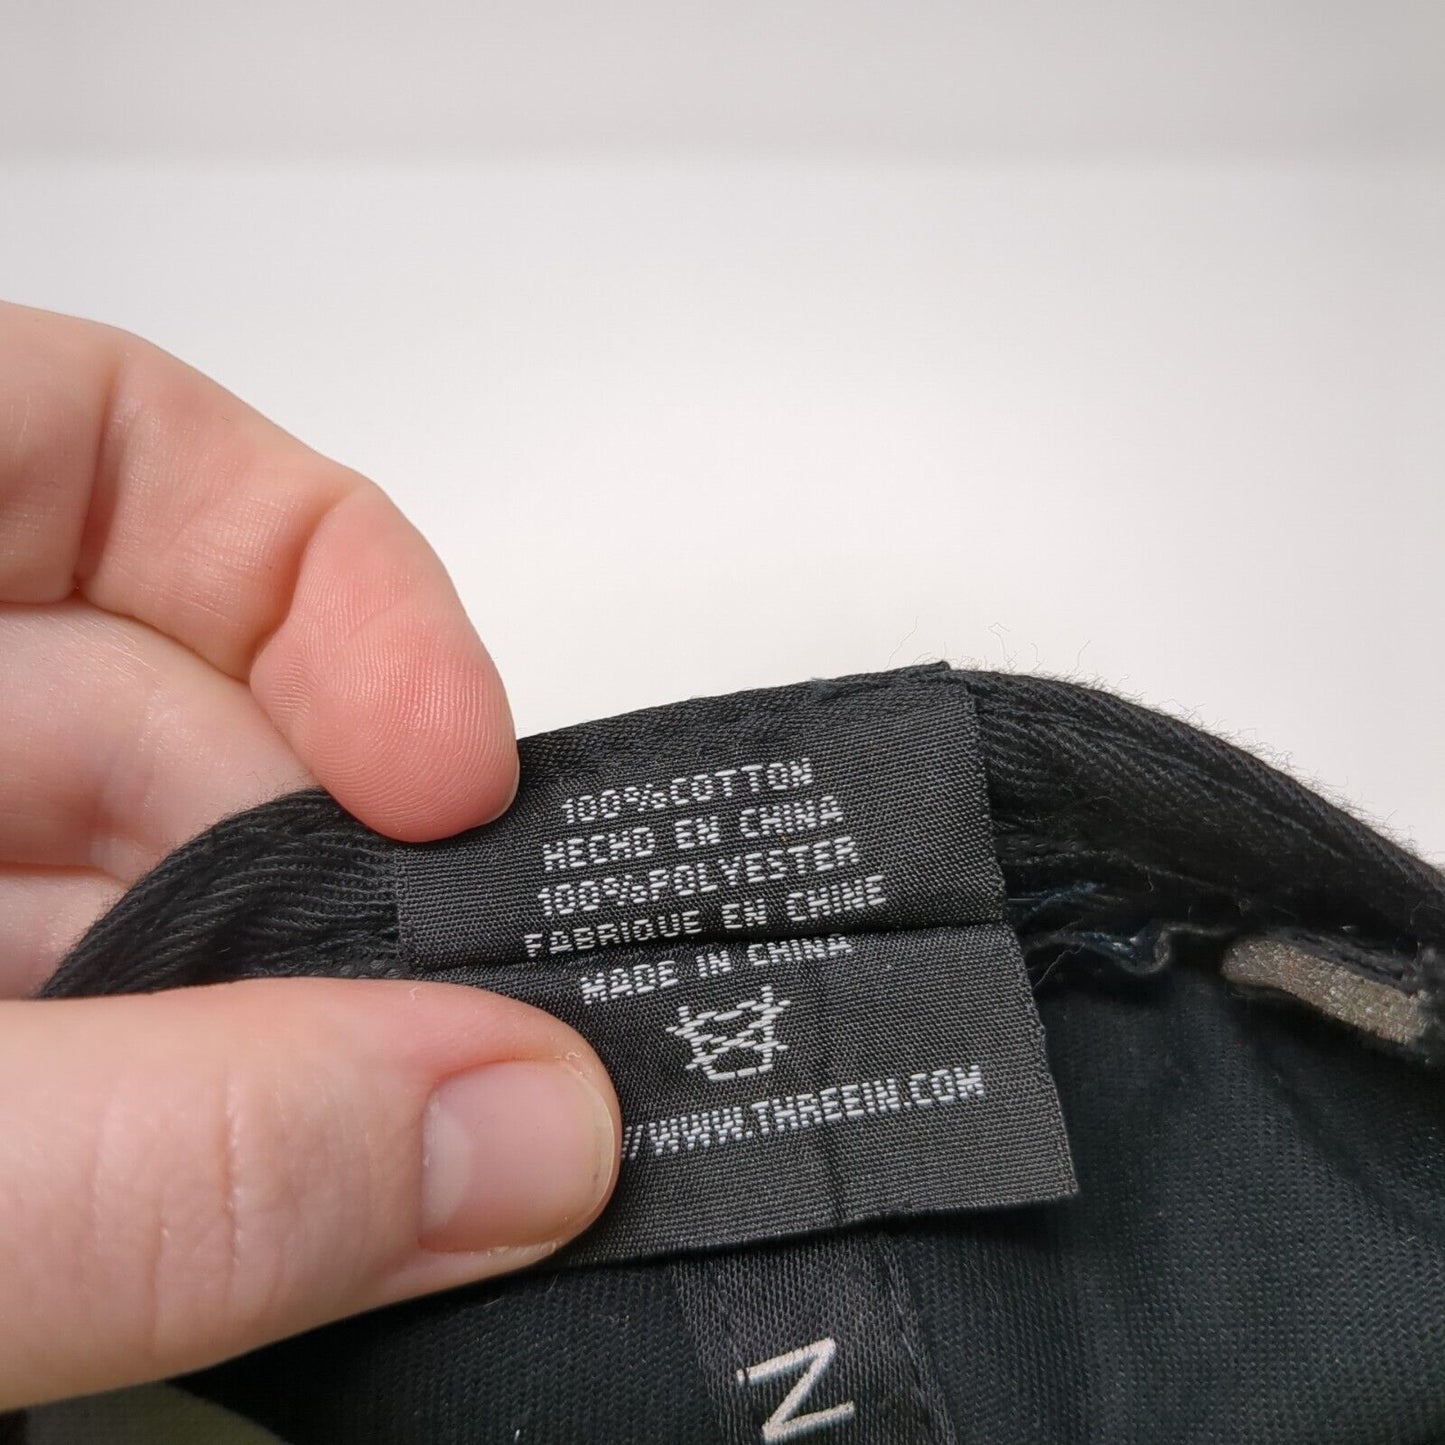 100%COTTON
HECHO EN CHINA
100%POLYESTER
FABRIQUE EN CHINE
MADE IN CHINA
/WWW.THREEIN.COM
N